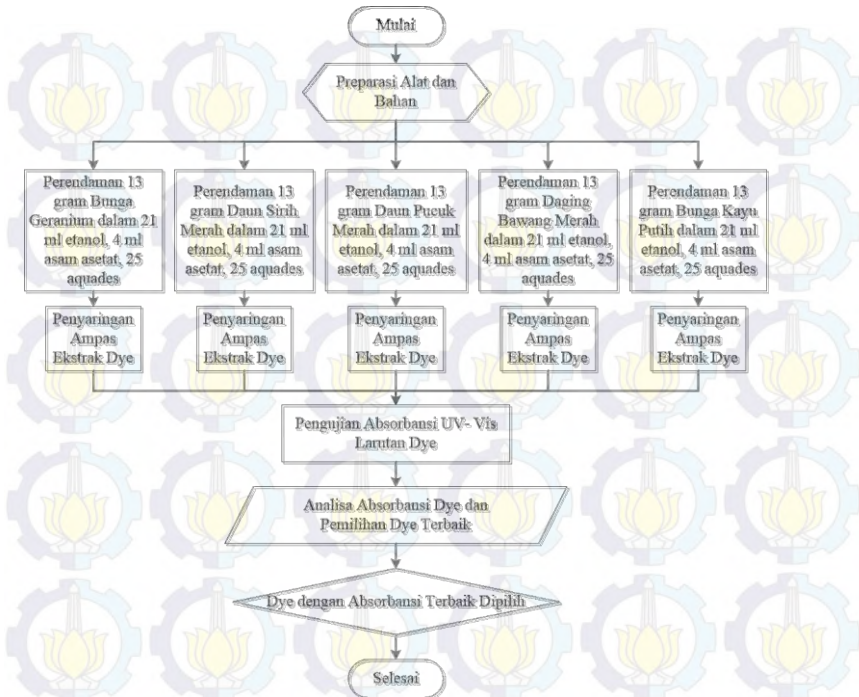 Mulai
Preparasi Alat dan
Bahan
Perendaman 13
gram Bunga
Geranium dalam 21
ml etanol, 4 ml
asam asetat, 25
aquades
Perendaman 13
gram Daun Sirih
Merah dalam 21 ml
etanol, 4 ml asam
asetat, 25 aquades
Perendaman 13
gram Daun Pucuk
Merah dalam 21 ml
etanol, 4 ml asam
asetat, 25 aquades
Perendaman 13
gram Daging
Bawang Merah
dalam 21 ml etanol,
4 ml asam asetat, 25
aquades
Perendaman 13
gram Bunga Kayu
Putih dalam 21 ml
etanol, 4 ml asam
asetat, 25 aquades
Penyaringan
Ampas
Ekstrak Dye
Penyaringan
Ampas
Ekstrak Dye
Penyaringan
Ampas
Ekstrak Dye
Penyaringan
Ampas
Ekstrak Dye
Penyaringan
Ampas
Ekstrak Dye
Pengujian Absorbansi UV- Vis
Larutan Dye
Analisa Absorbansi Dye dan
Pemilihan Dye Terbaik
Dye dengan Absorbansi Terbaik Dipilih
Selesai